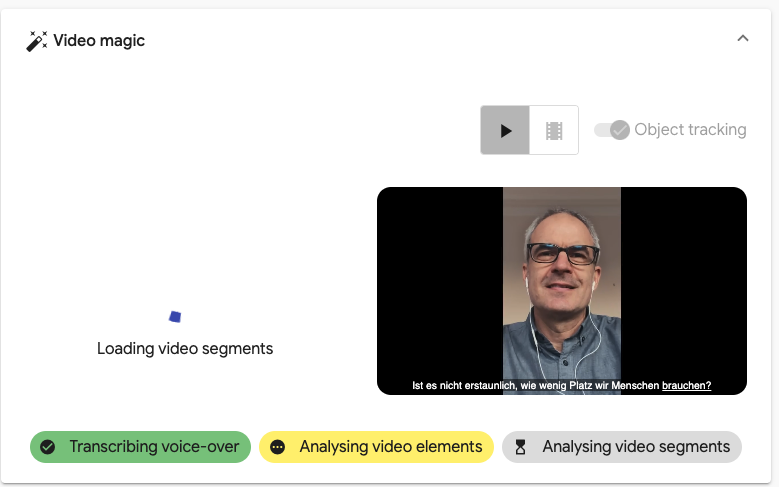 Video magic
Object tracking
Loading video segments
Ist es nicht erstaunlich, wie wenig Platz wir Menschen brauchen?
Transcribing voice-over
Analysing video elements
Analysing video segments